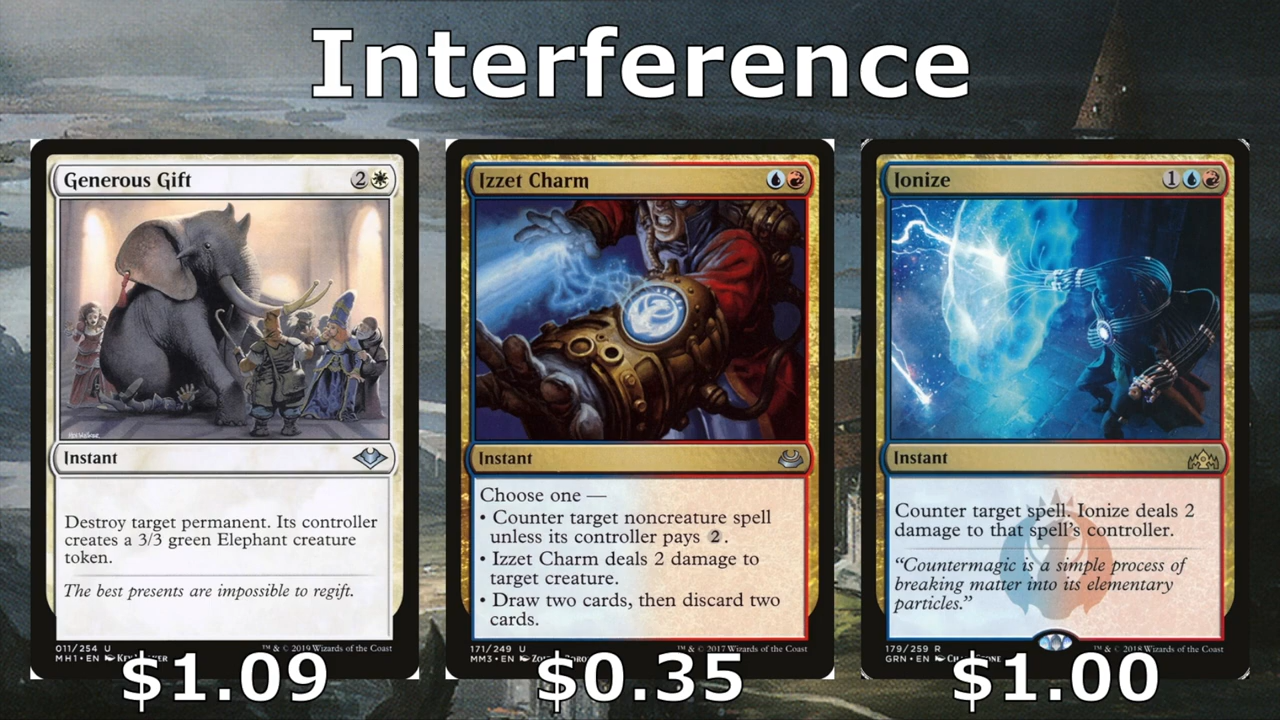 Interference
Generous Gift
2
Instant
Destroy target permanent. Its controller
creates a 3/3 green Elephant creature
token.
The best presents are impossible to regift.
011/254 U
™ & © 2019 Wizards of the Coast
MH1 • EN
$1.09
Izzet Charm
Instant
Choose one —
• Counter target noncreature spell
unless its controller pays 2.
• Izzet Charm deals 2 damage to
target creature.
• Draw two cards, then discard two
cards.
171/249 U
™ & © 2017 Wizards of the Coast
MM3 • EN
$0.35
Ionize
1
Instant
Counter target spell. Ionize deals 2
damage to that spell's controller.
“Countermagic is a simple process of
breaking matter into its elementary
particles.”
179/259 R
™ & © 2018 Wizards of the Coast
GRN • EN
$1.00